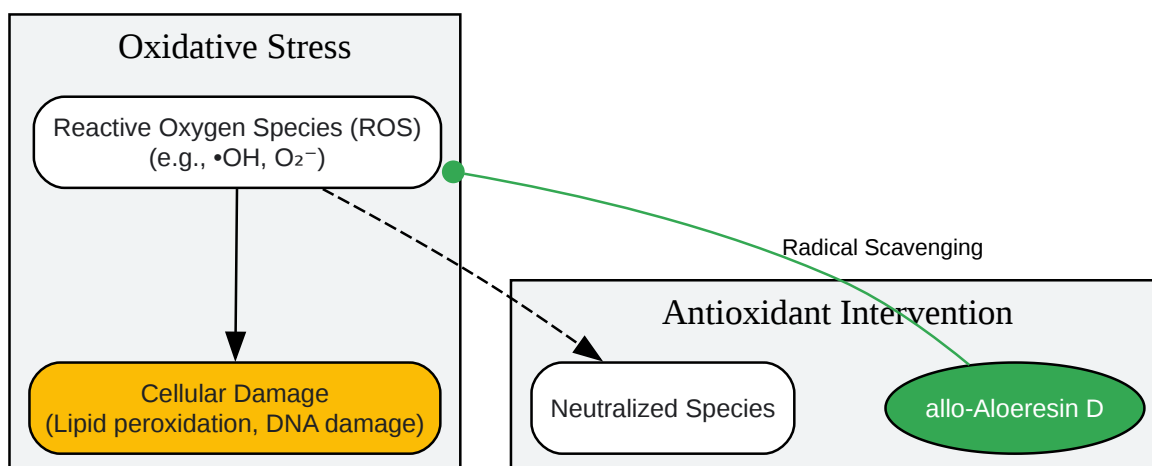 Oxidative Stress
Reactive Oxygen Species (ROS)
(e.g., •OH, O₂⁻)
Radical Scavenging
Antioxidant Intervention
Cellular Damage
(Lipid peroxidation, DNA damage)
Neutralized Species
allo-Aloeresin D